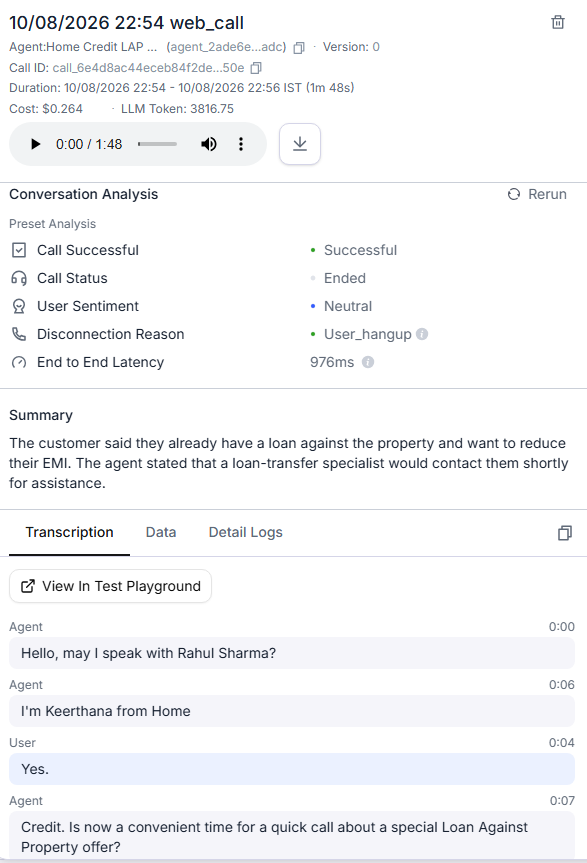 10/08/2026 22:54 web_call
Agent:Home Credit LAP ... (agent_2ade6e...adc) · Version: 0
Call ID: call_6e4d8ac44eceb84f2de...50e
Duration: 10/08/2026 22:54 - 10/08/2026 22:56 IST (1m 48s)
Cost: $0.264 · LLM Token: 3816.75
0:00 / 1:48
Conversation Analysis
Rerun
Preset Analysis
Call Successful
Successful
Call Status
Ended
User Sentiment
Neutral
Disconnection Reason
User_hangup
End to End Latency
976ms
Summary
The customer said they already have a loan against the property and want to reduce
their EMI. The agent stated that a loan-transfer specialist would contact them shortly
for assistance.
Transcription
Data
Detail Logs
View In Test Playground
Agent
0:00
Hello, may I speak with Rahul Sharma?
Agent
0:06
I'm Keerthana from Home
User
0:04
Yes.
Agent
0:07
Credit. Is now a convenient time for a quick call about a special Loan Against
Property offer?